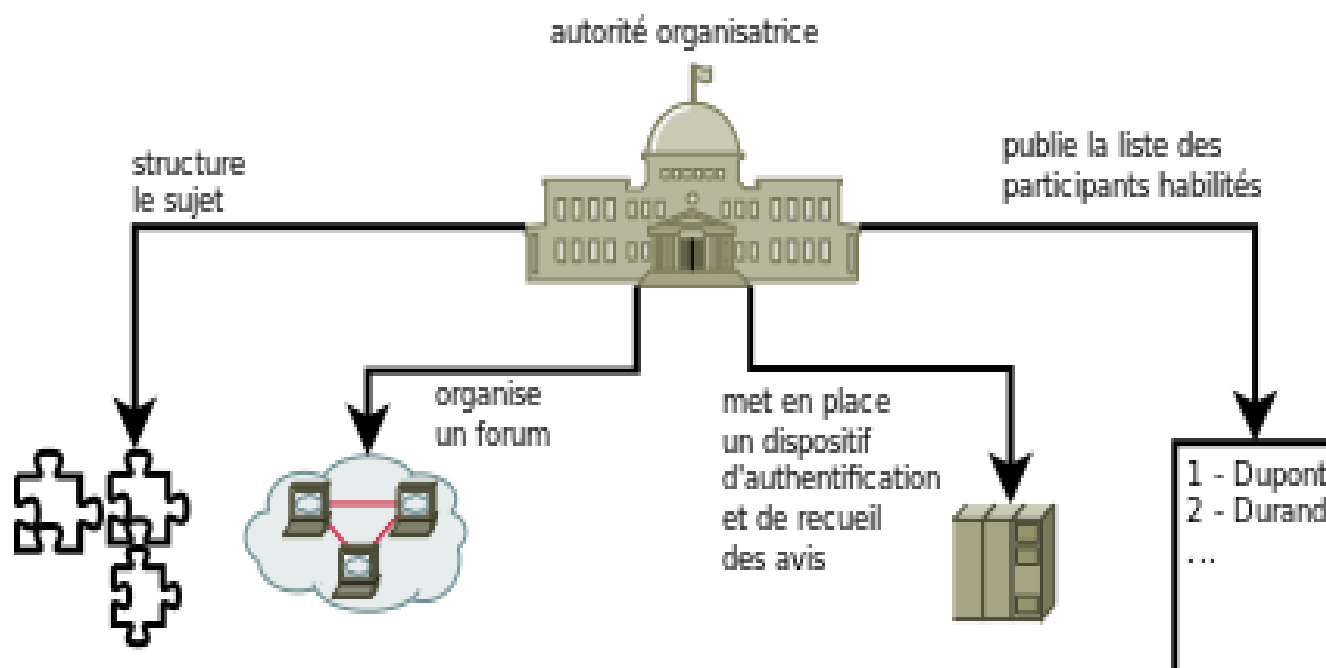 autorité organisatrice
structure
le sujet
publie la liste des
participants habilités
organise
un forum
met en place
un dispositif
d'authentification
et de recueil
des avis
1 - Dupont
2 - Durand
...